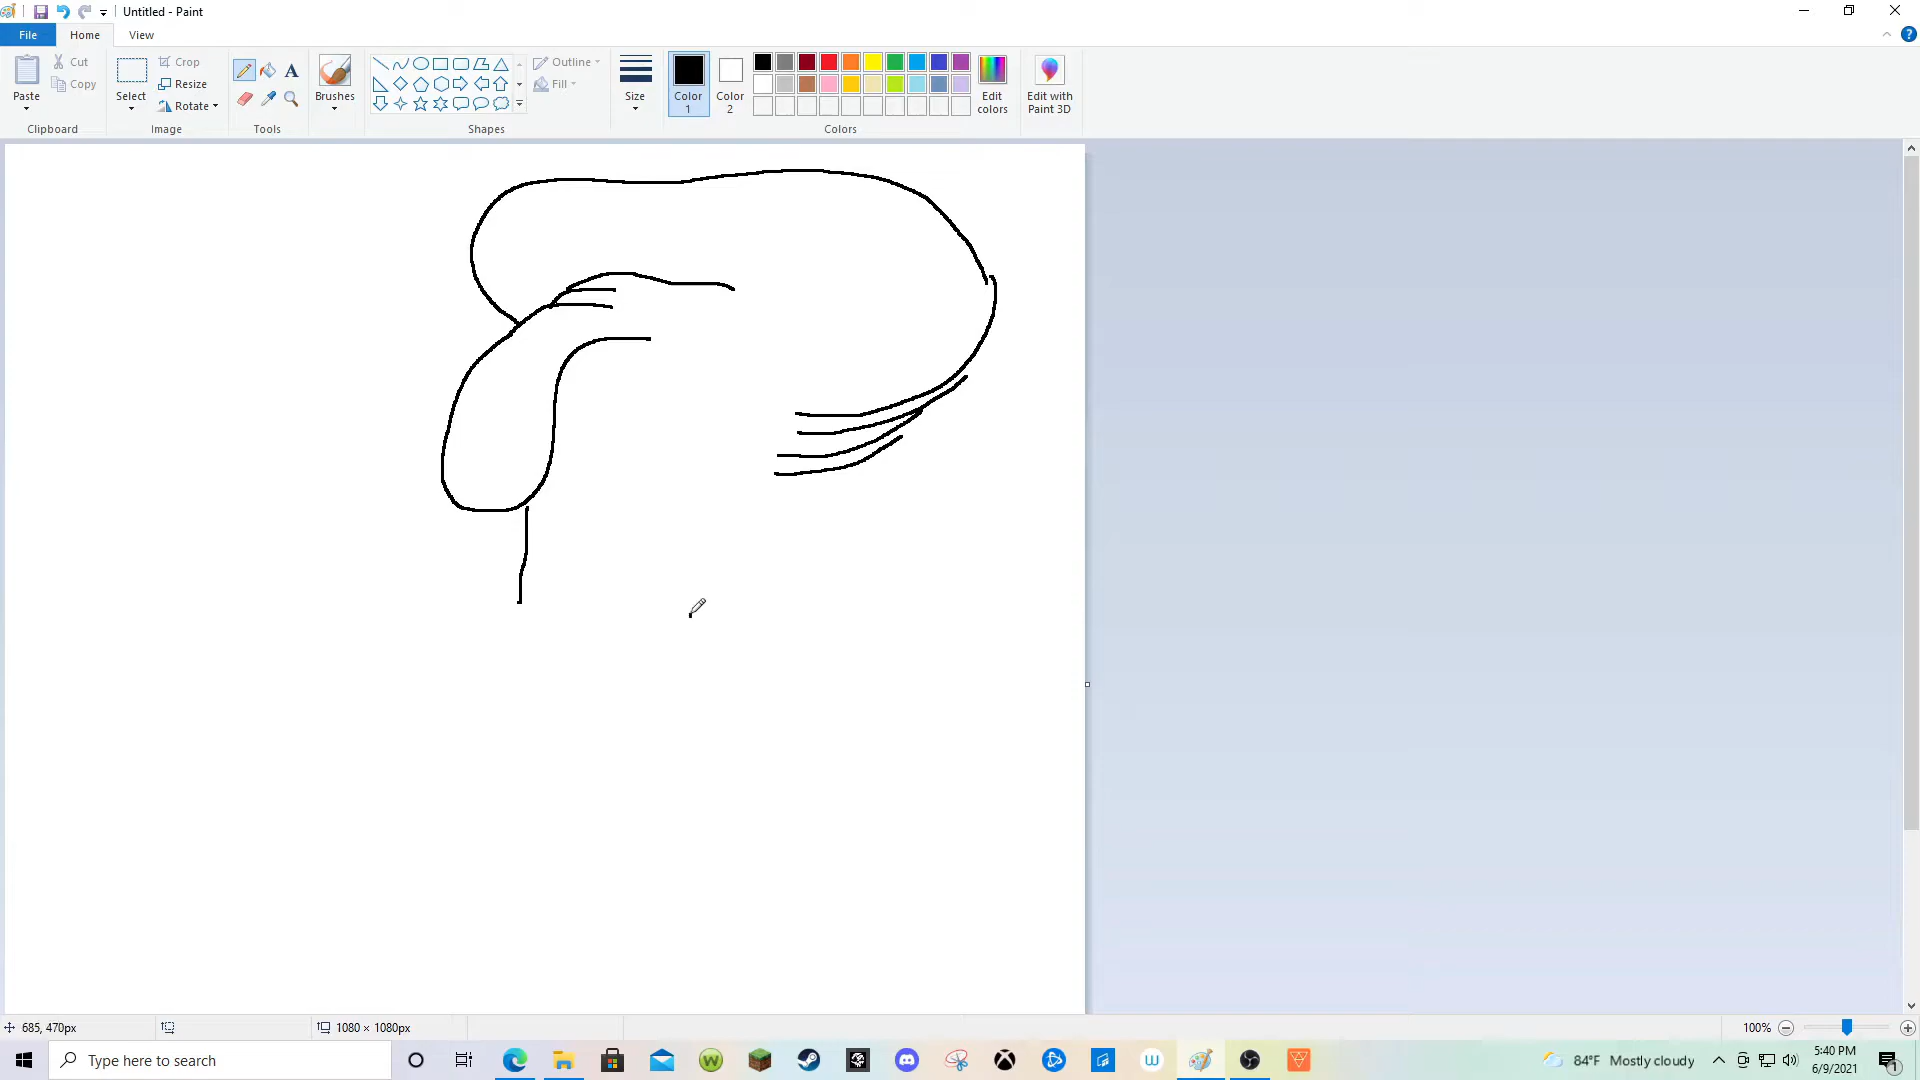 Untitled - Paint
File Home View
Paste
Cut
Copy
Clipboard
Select
Crop
Resize
Rotate
Image
A
Tools
Brushes
Outline
Fill
Shapes
Size
Color 1
Color 2
Edit colors
Colors
Edit with Paint 3D
685, 470px
1080 × 1080px
100%
Type here to search
84°F Mostly cloudy
5:40 PM
6/9/2021
1